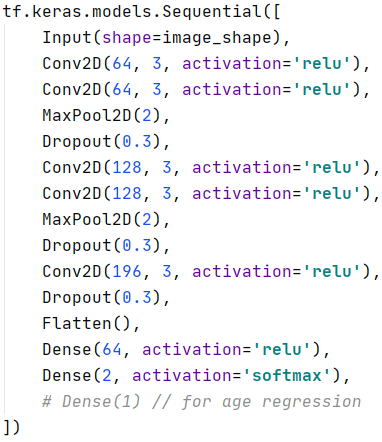 tf.keras.models.Sequential([
    Input(shape=image_shape),
    Conv2D(64, 3, activation='relu'),
    Conv2D(64, 3, activation='relu'),
    MaxPool2D(2),
    Dropout(0.3),
    Conv2D(128, 3, activation='relu'),
    Conv2D(128, 3, activation='relu'),
    MaxPool2D(2),
    Dropout(0.3),
    Conv2D(196, 3, activation='relu'),
    Dropout(0.3),
    Flatten(),
    Dense(64, activation='relu'),
    Dense(2, activation='softmax'),
    # Dense(1) // for age regression
])